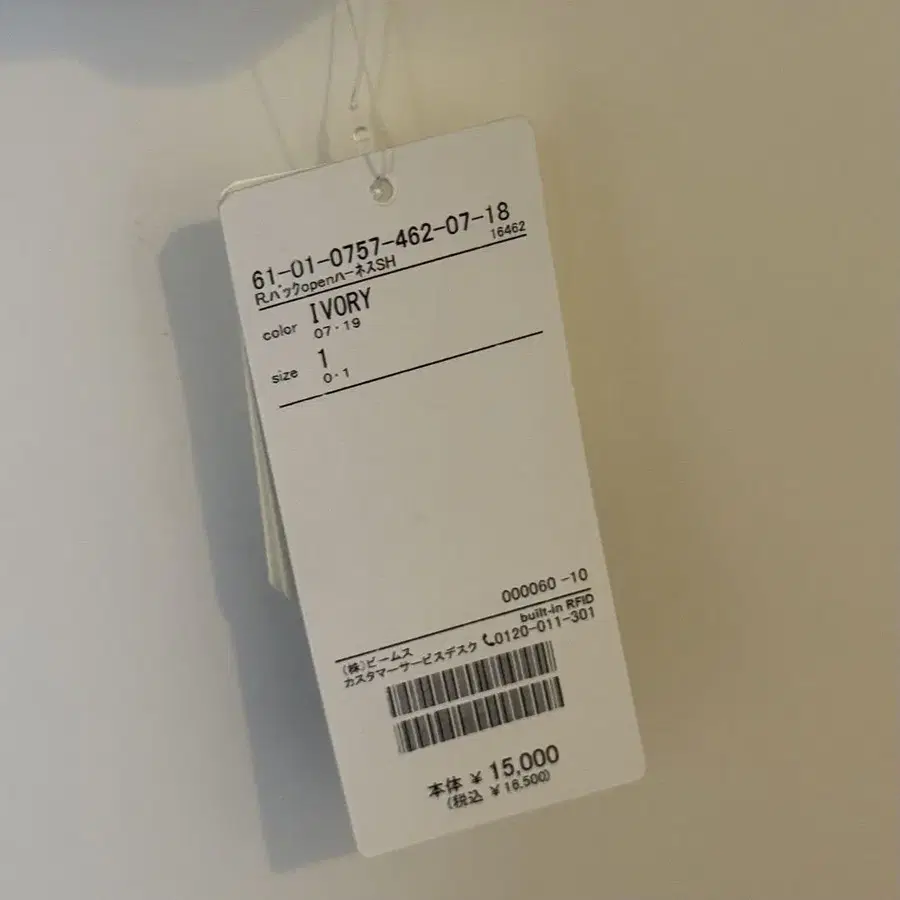 61-01-0757-462-07-18
R.バックopenハーネスSH 16462
color IVORY
07・19
size 1
0・1
000060 -10
built-in RFID
(株)ビームス
カスタマーサービスデスク 📞0120-011-301
本体 ¥ 15,000
(税込 ¥ 16,500)